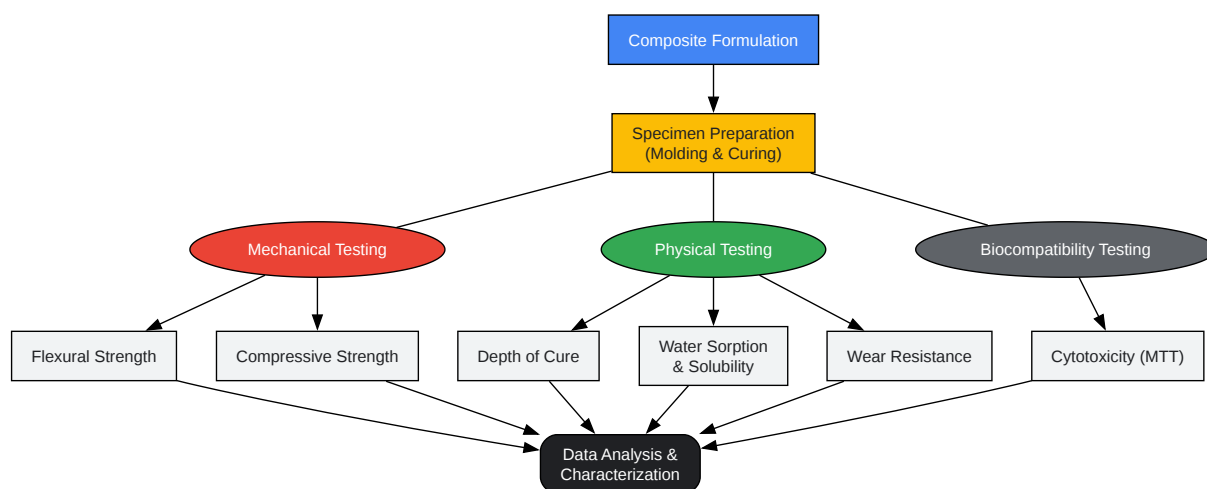 Composite Formulation
Specimen Preparation
(Molding & Curing)
Mechanical Testing
Physical Testing
Biocompatibility Testing
Flexural Strength
Compressive Strength
Depth of Cure
Water Sorption
& Solubility
Wear Resistance
Cytotoxicity (MTT)
Data Analysis &
Characterization